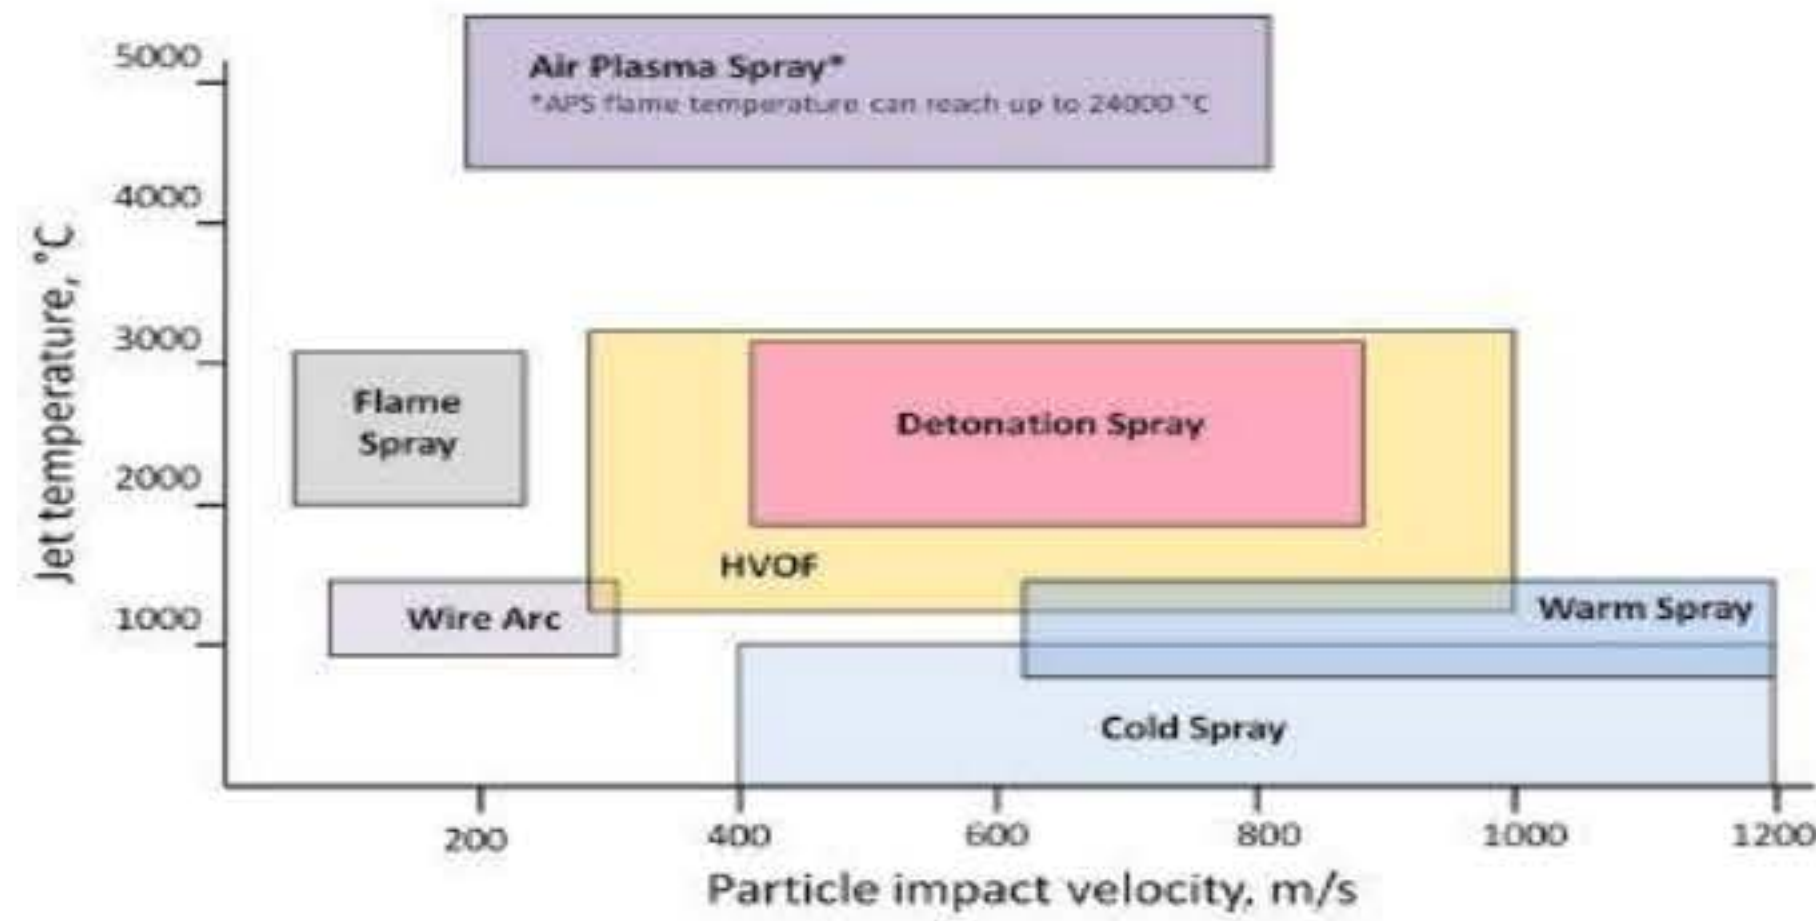 Air Plasma Spray*
*APS flame temperature can reach up to 24000 °C
5000
4000
3000
2000
1000
Jet temperature, °C
Flame
Spray
Detonation Spray
HVOF
Wire Arc
Warm Spray
Cold Spray
200
400
600
800
1000
1200
Particle impact velocity, m/s